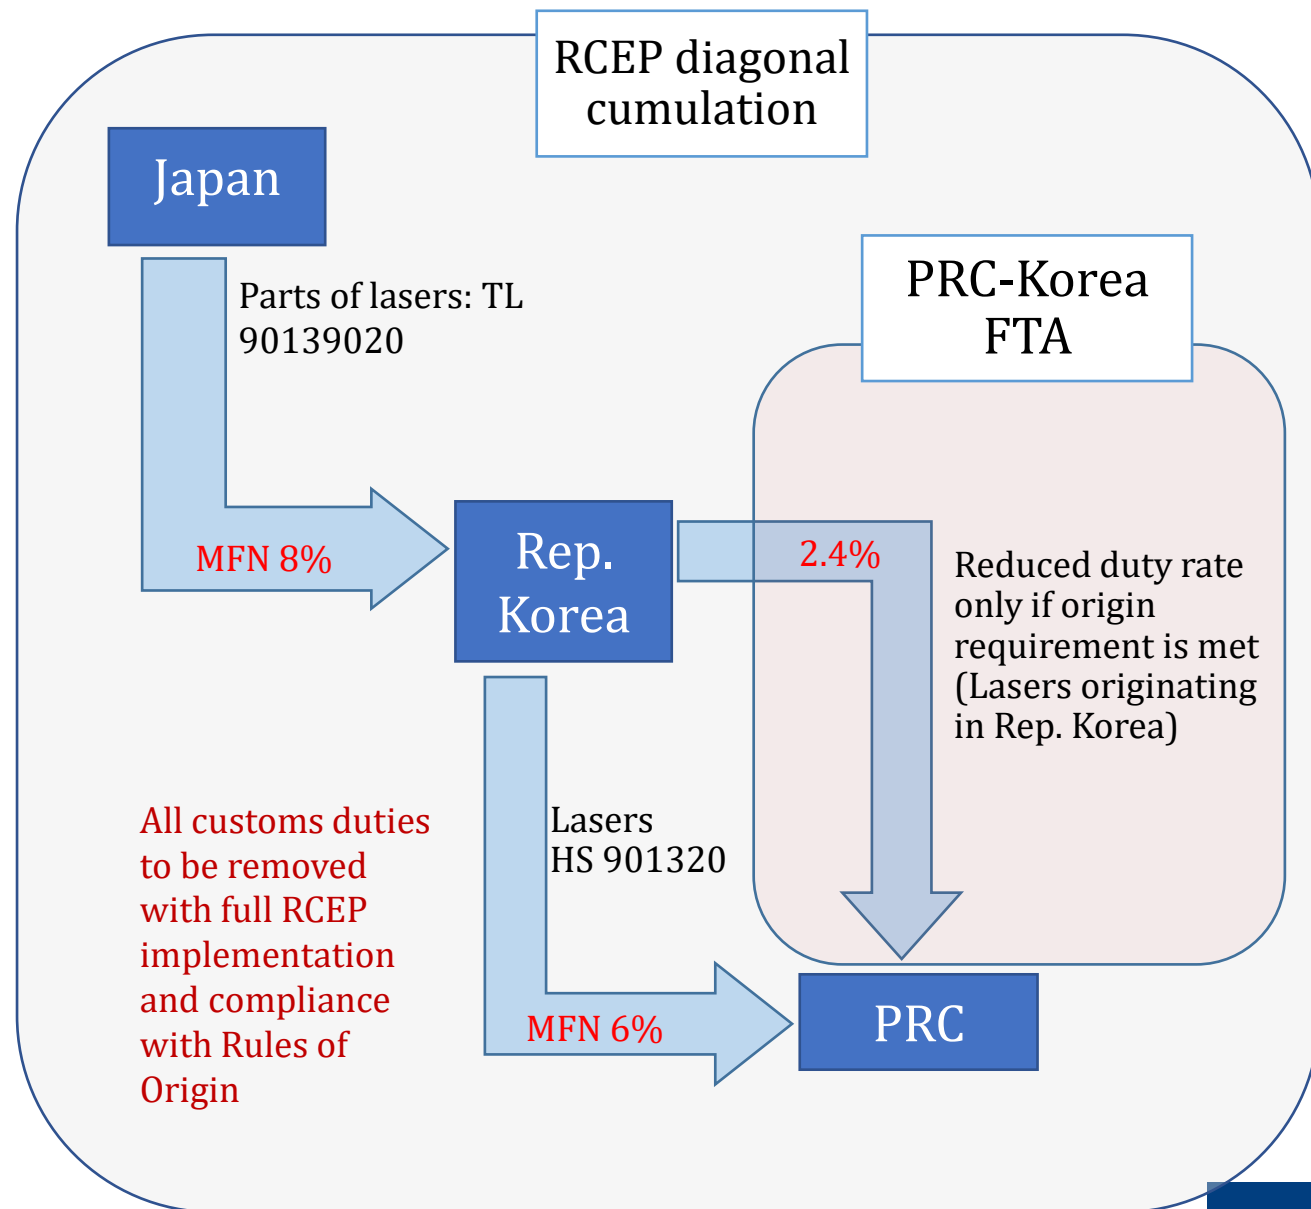 RCEP diagonal
cumulation
Japan
Parts of lasers: TL
90139020
MFN 8%
PRC-Korea
FTA
Rep.
Korea
2.4%
Reduced duty rate
only if origin
requirement is met
(Lasers originating
in Rep. Korea)
All customs duties
to be removed
with full RCEP
implementation
and compliance
with Rules of
Origin
Lasers
HS 901320
MFN 6%
PRC